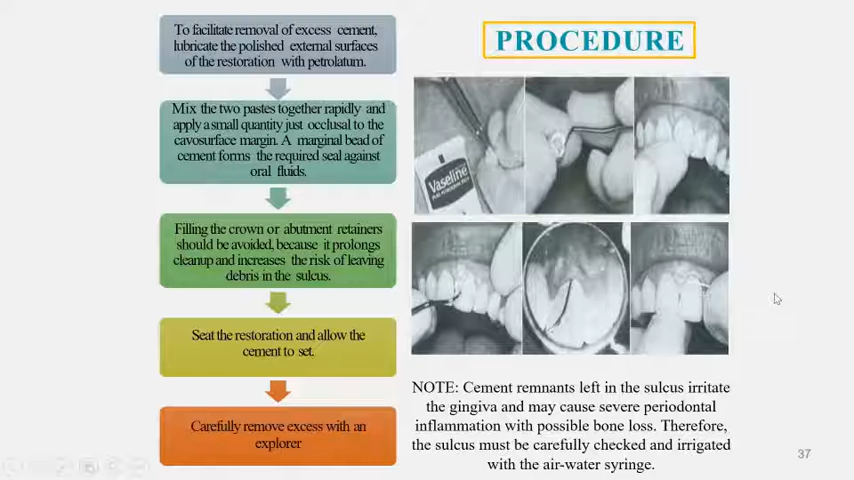 PROCEDURE
To facilitate removal of excess cement,
lubricate the polished external surfaces
of the restoration with petrolatum.
Mix the two pastes together rapidly and
apply a small quantity just occlusal to the
cavosurface margin. A marginal bead of
cement forms the required seal against
oral fluids.
Filling the crown or abutment retainers
should be avoided, because it prolongs
cleanup and increases the risk of leaving
debris in the sulcus.
Seat the restoration and allow the
cement to set.
Carefully remove excess with an
explorer
Vaseline
NOTE: Cement remnants left in the sulcus irritate
the gingiva and may cause severe periodontal
inflammation with possible bone loss. Therefore,
the sulcus must be carefully checked and irrigated
with the air-water syringe.
37